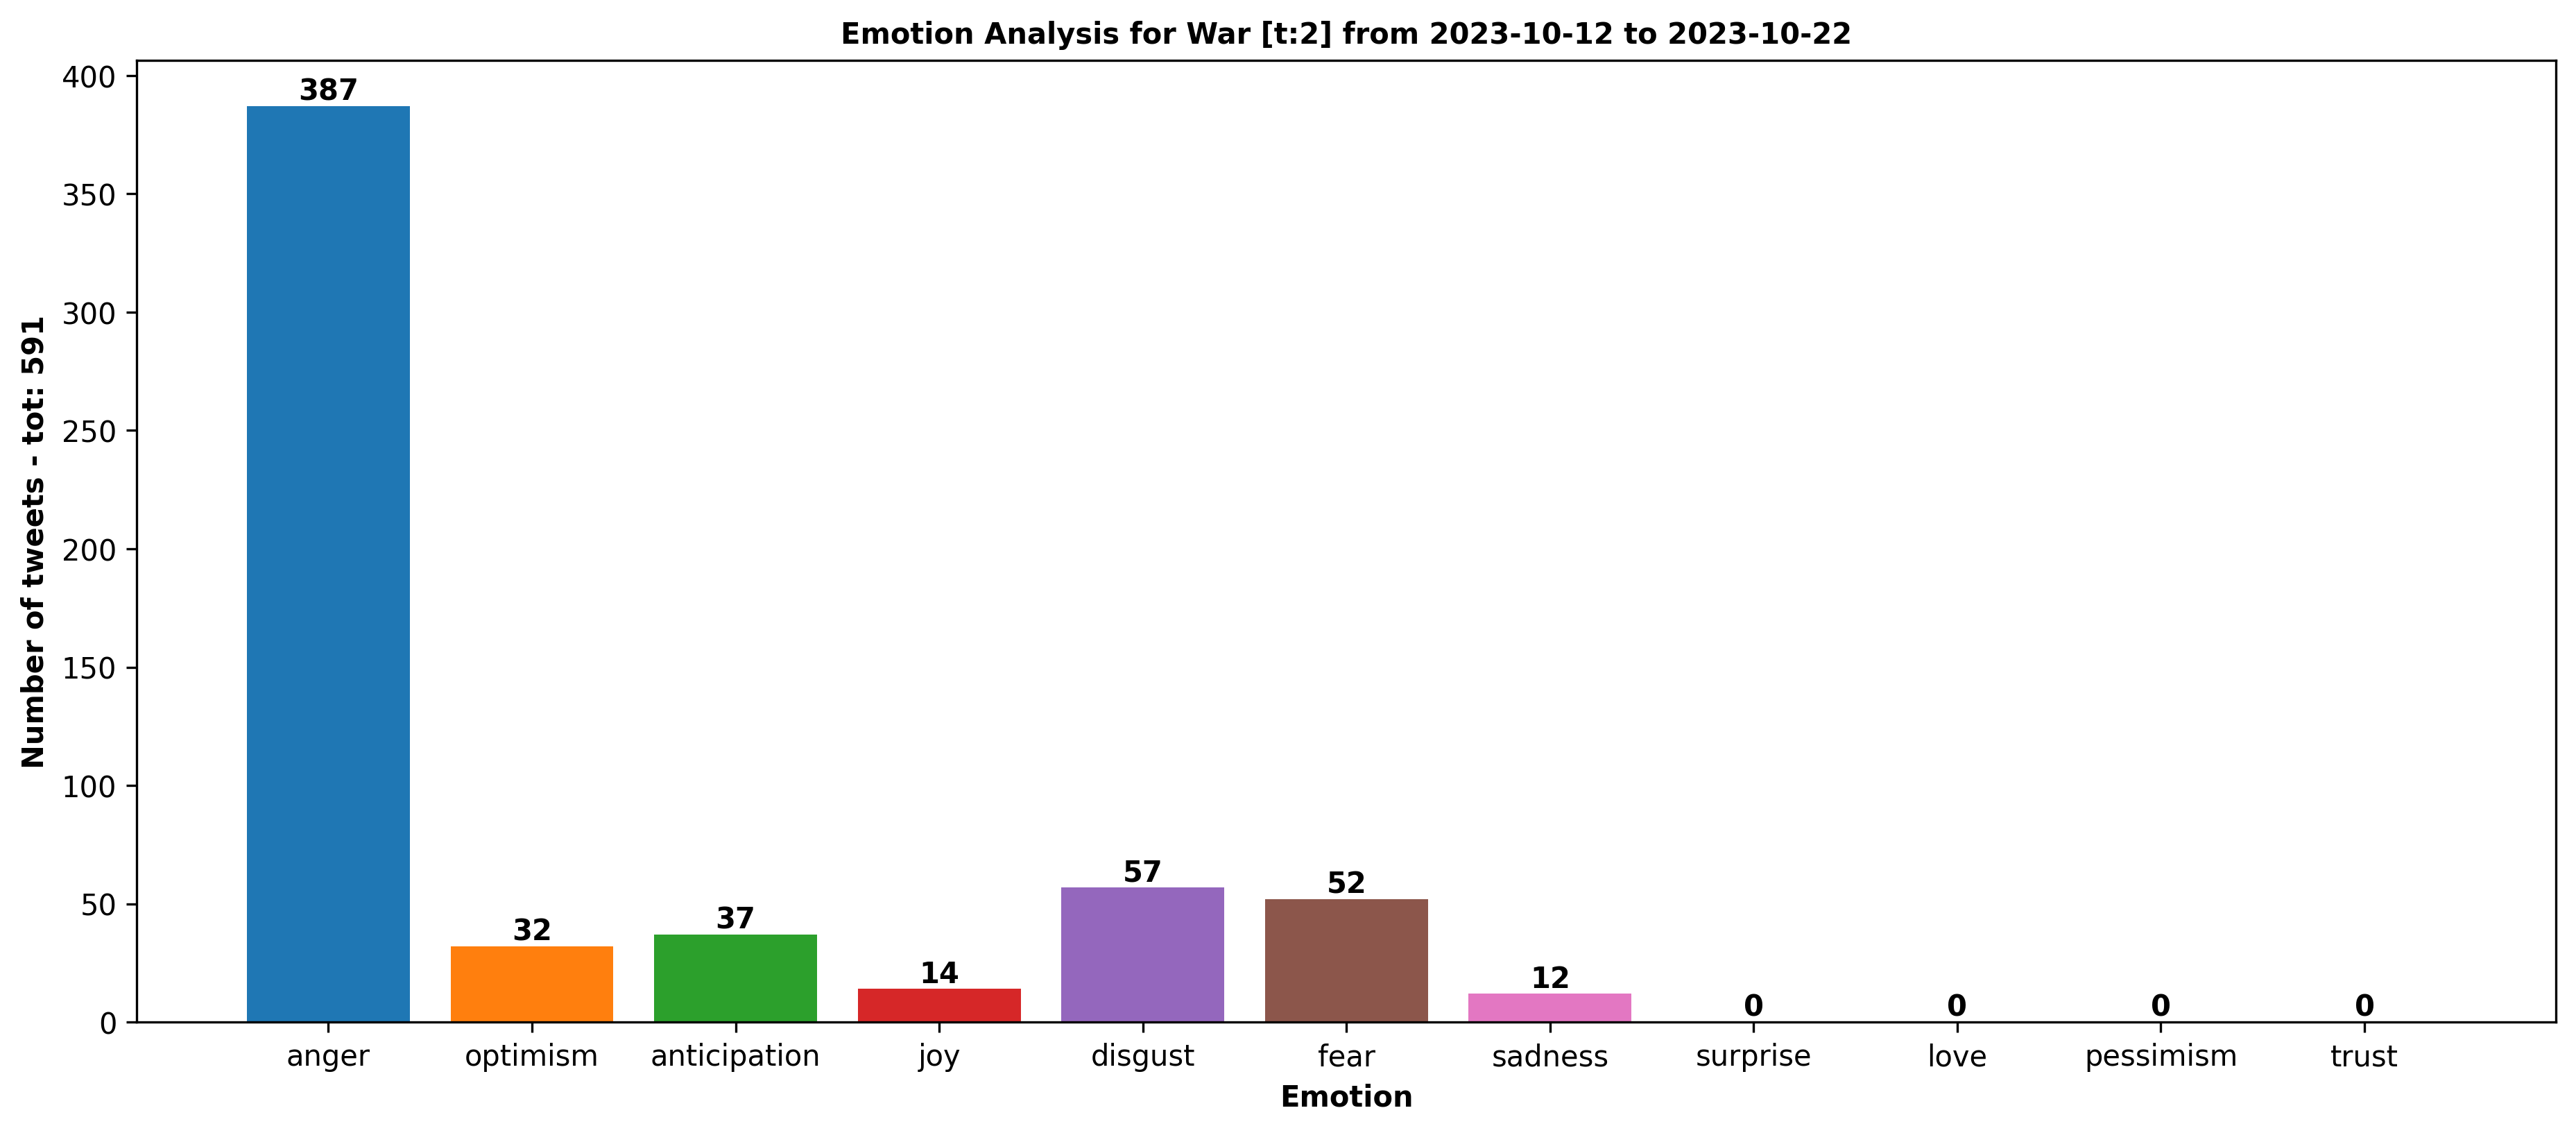 Emotion Analysis for War [t:2] from 2023-10-12 to 2023-10-22
Number of tweets - tot: 591
400
350
300
250
200
150
100
50
0
387
32
37
14
57
52
12
0
0
0
0
anger
optimism
anticipation
joy
disgust
fear
sadness
surprise
love
pessimism
trust
Emotion